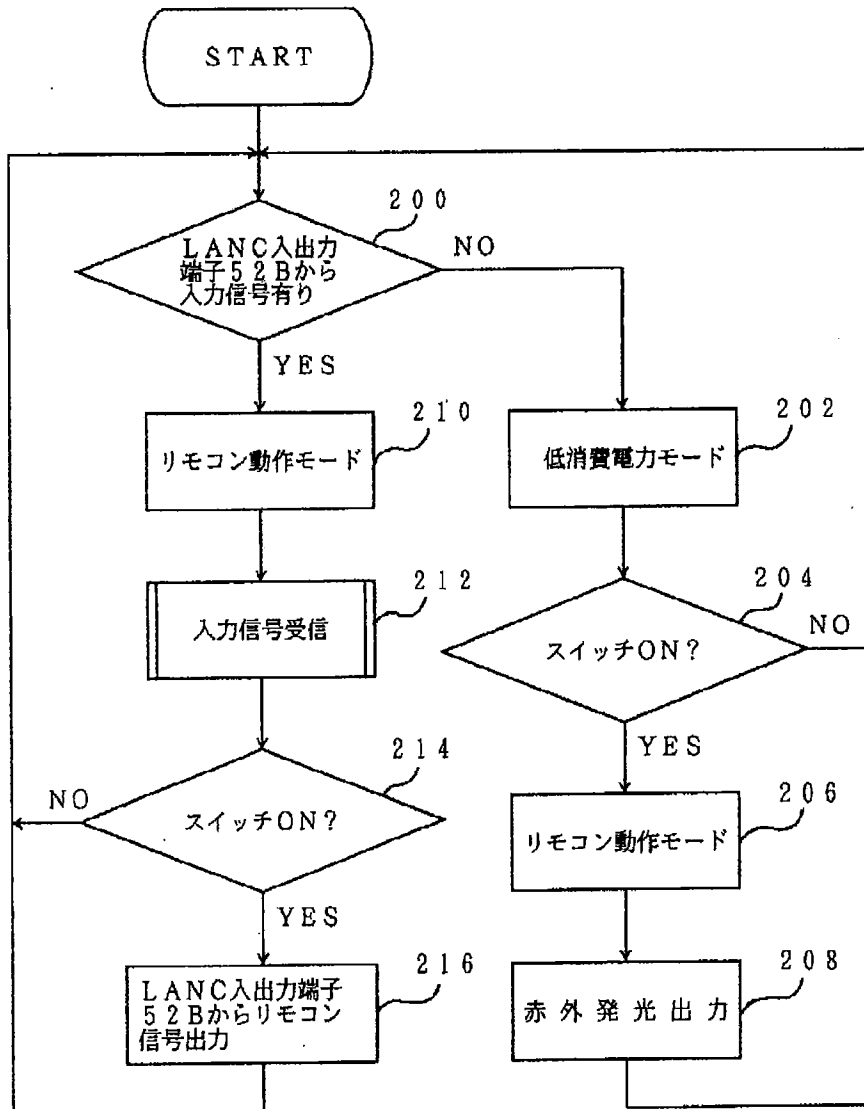 START
200
LANC入出力
端子52Bから
入力信号有り
NO
YES
210
リモコン動作モード
202
低消費電力モード
212
入力信号受信
204
スイッチON?
NO
YES
214
スイッチON?
NO
YES
206
リモコン動作モード
216
LANC入出力端子
52Bからリモコン
信号出力
208
赤外発光出力